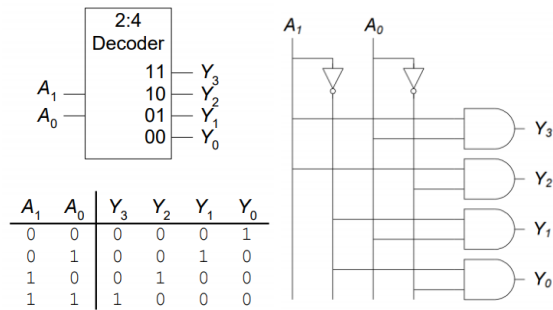 2:4
Decoder
11 Y₃
A₁ 10 Y₂
A₀ 01 Y₁
00 Y₀
A₁ A₀ Y₃ Y₂ Y₁ Y₀
0 0 0 0 0 1
0 1 0 0 1 0
1 0 0 1 0 0
1 1 1 0 0 0
A₁ A₀
Y₃
Y₂
Y₁
Y₀